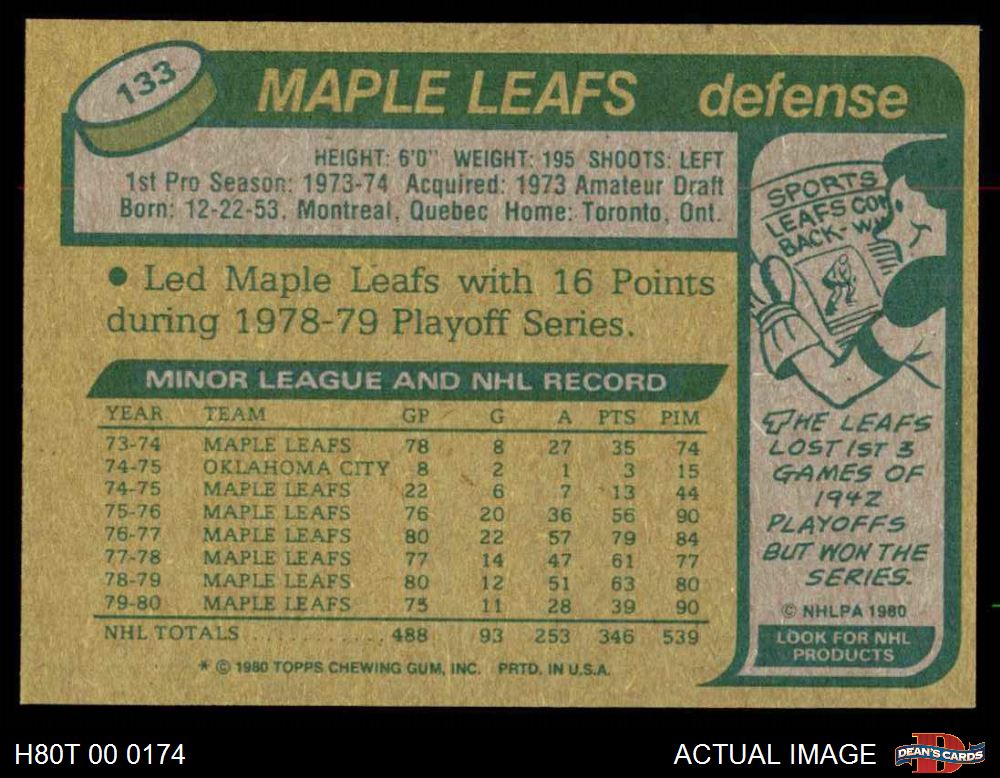 133
MAPLE LEAFS defense
HEIGHT: 6'0" WEIGHT: 195 SHOOTS: LEFT
1st Pro Season: 1973-74 Acquired: 1973 Amateur Draft
Born: 12-22-53, Montreal, Quebec Home: Toronto, Ont.
● Led Maple Leafs with 16 Points
during 1978-79 Playoff Series.
MINOR LEAGUE AND NHL RECORD
YEAR TEAM GP G A PTS PIM
73-74 MAPLE LEAFS 78 8 27 35 74
74-75 OKLAHOMA CITY 8 2 1 3 15
74-75 MAPLE LEAFS 22 6 7 13 44
75-76 MAPLE LEAFS 76 20 36 56 90
76-77 MAPLE LEAFS 80 22 57 79 84
77-78 MAPLE LEAFS 77 14 47 61 77
78-79 MAPLE LEAFS 80 12 51 63 80
79-80 MAPLE LEAFS 75 11 28 39 90
NHL TOTALS . . . . . . . . . . . . 488 93 253 346 539
* © 1980 TOPPS CHEWING GUM, INC. PRTD. IN U.S.A.
SPORTS
LEAFS CO
BACK-W
THE LEAFS
LOST 1ST 3
GAMES OF
1942
PLAYOFFS
BUT WON THE
SERIES.
© NHLPA 1980
LOOK FOR NHL
PRODUCTS
H80T 00 0174
ACTUAL IMAGE
DEAN'S CARDS